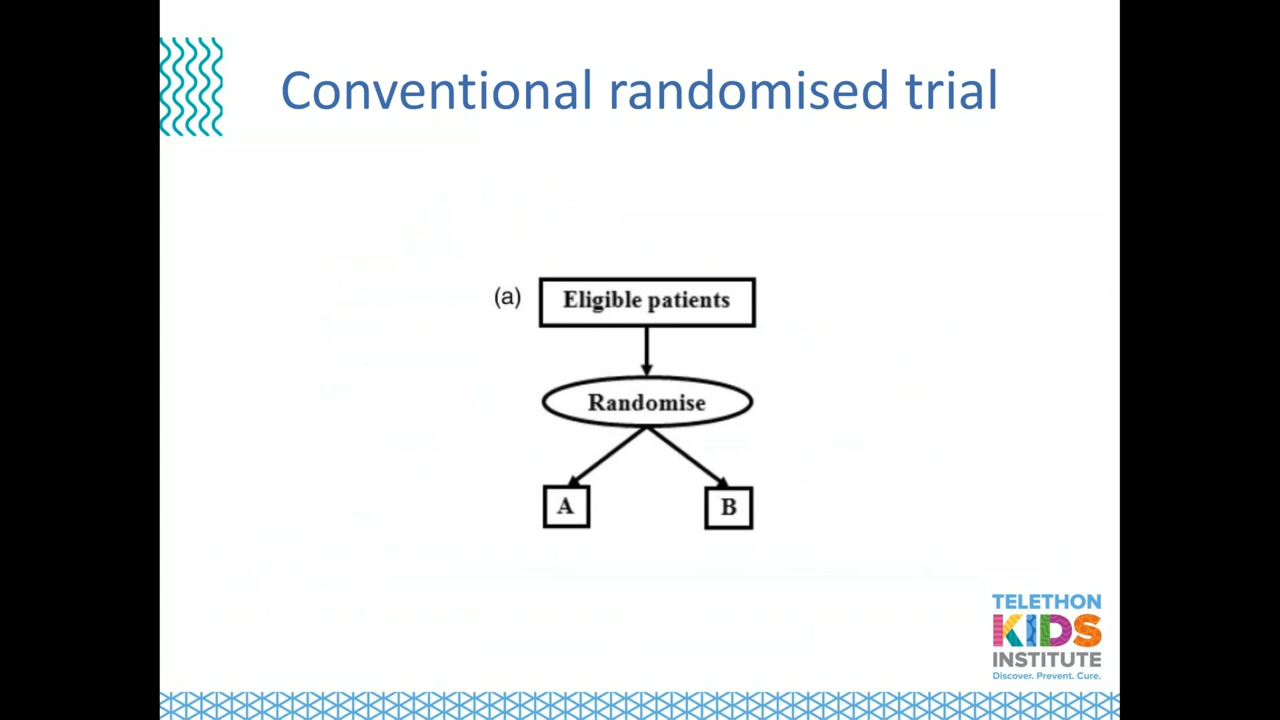 Conventional randomised trial
(a)
Eligible patients
Randomise
A
B
TELETHON
KIDS
INSTITUTE
Discover. Prevent. Cure.